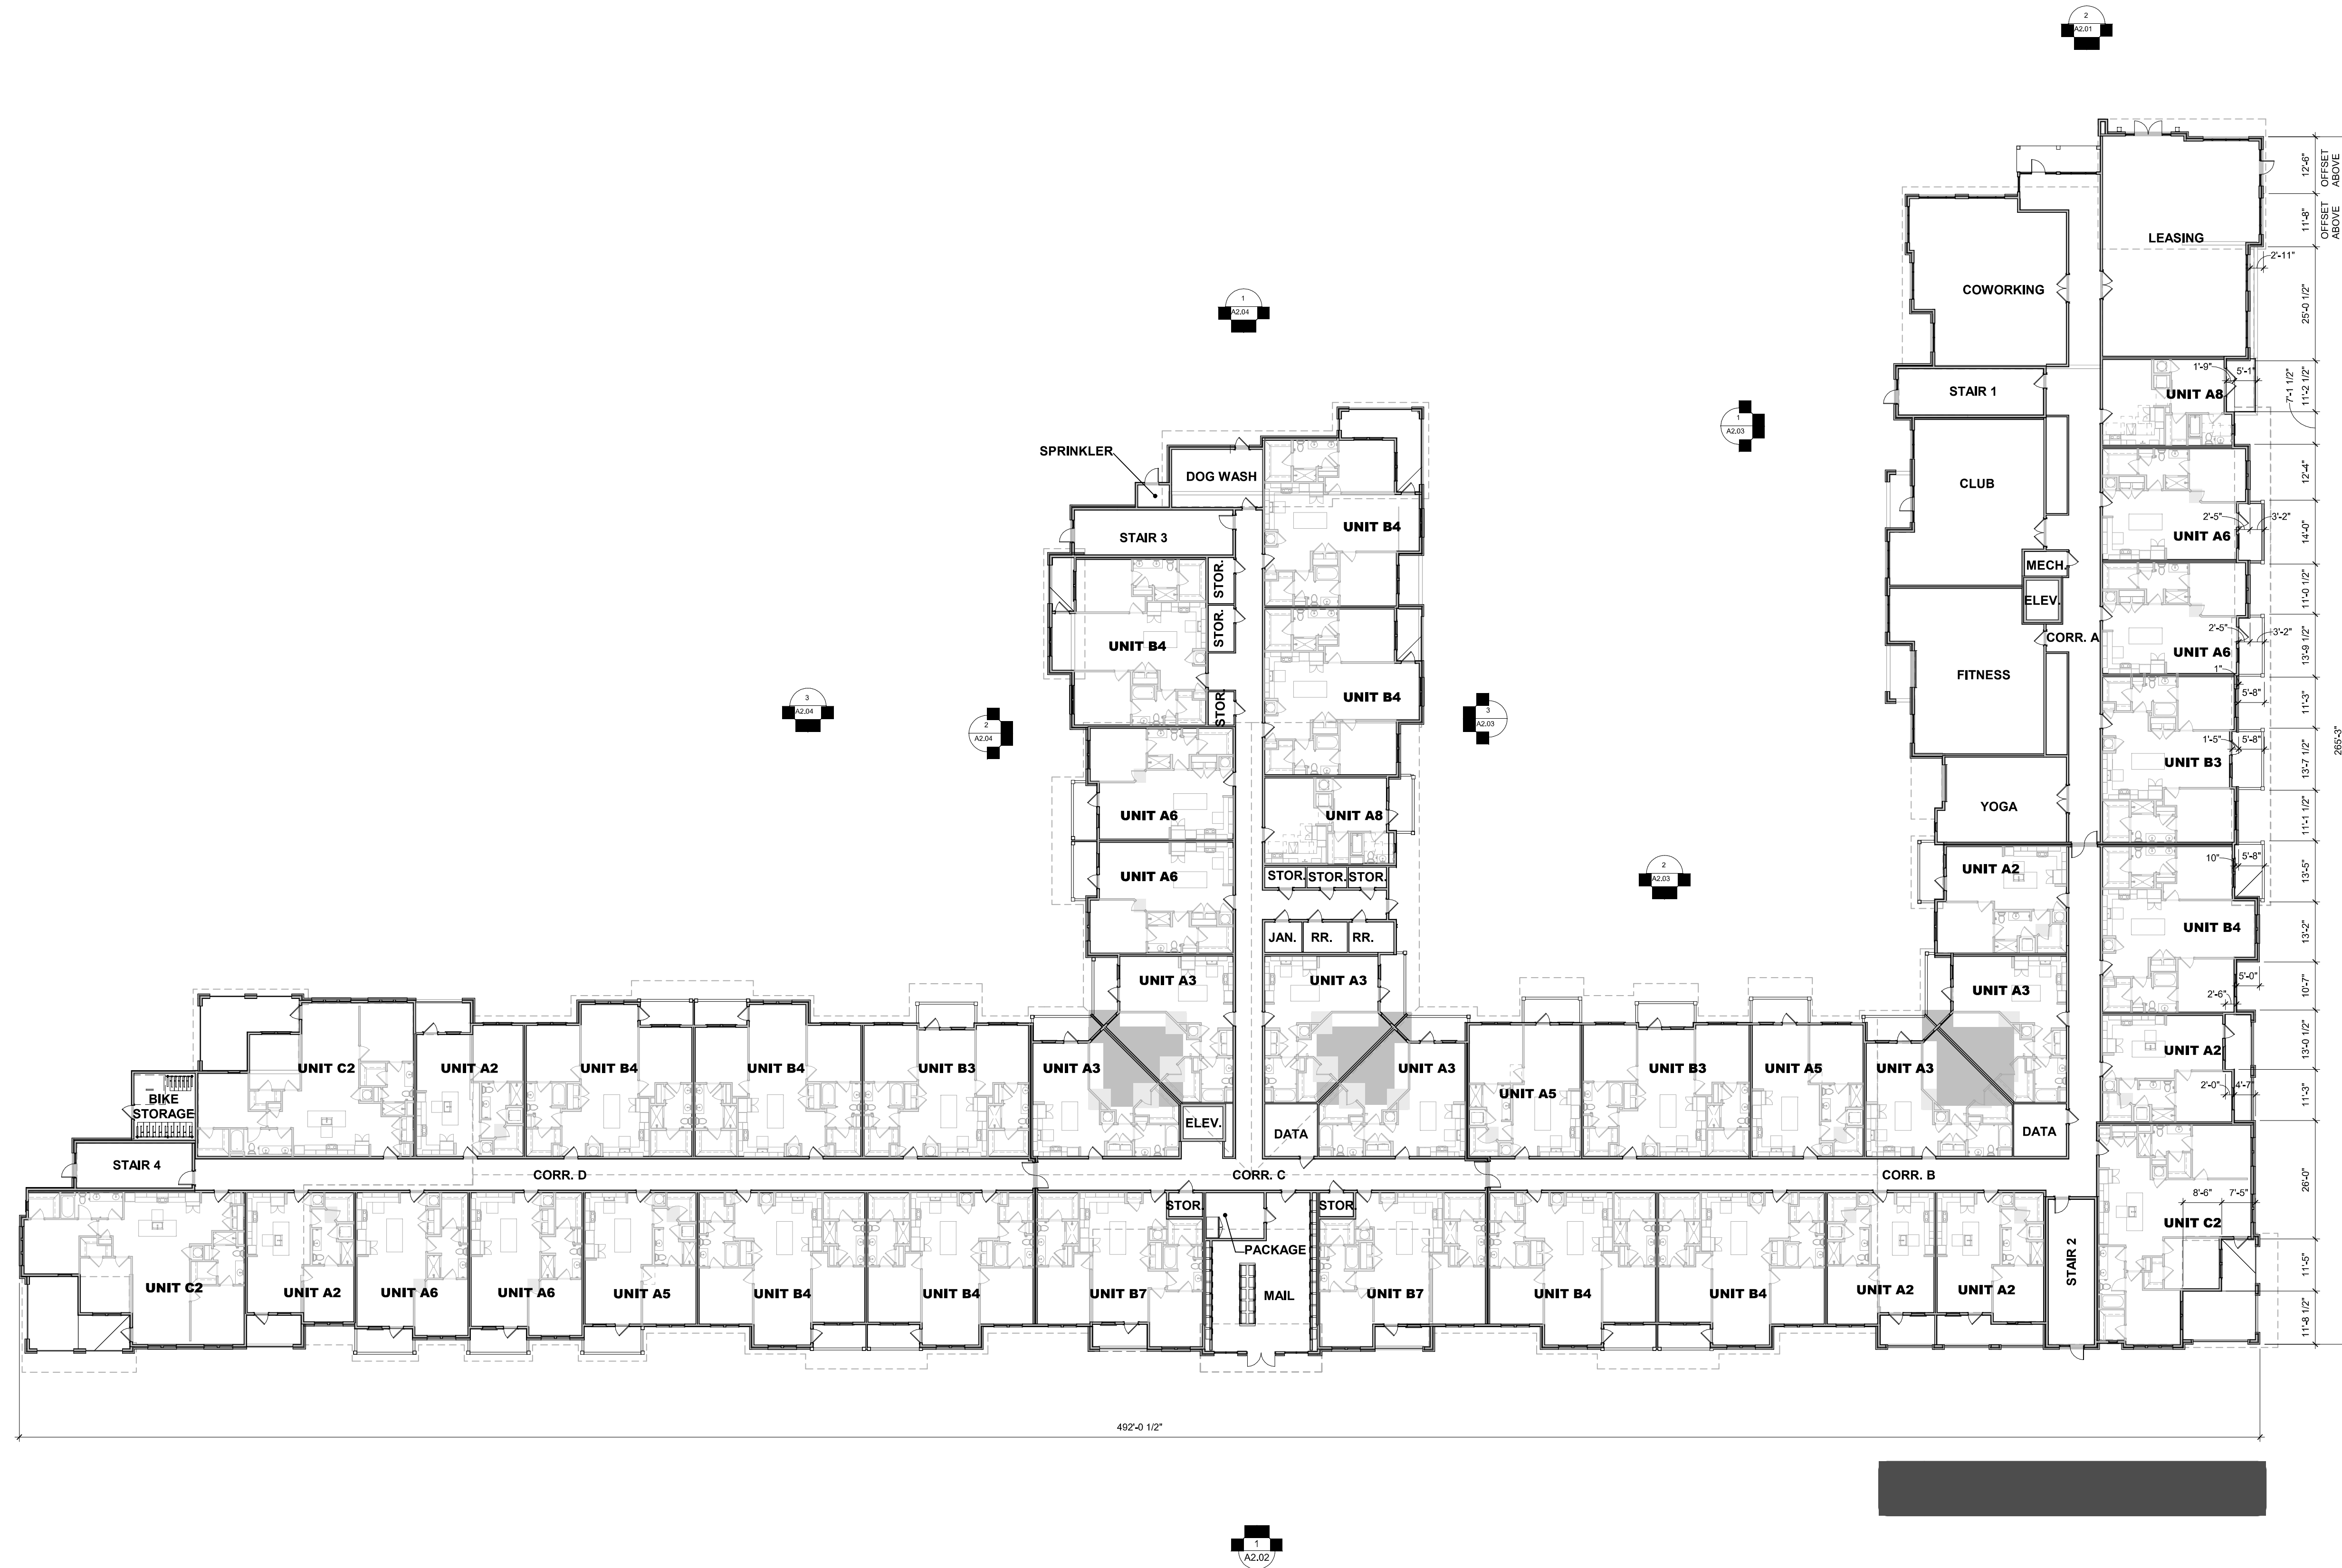 2
A2.01
12'-6"
OFFSET
ABOVE
11'-8"
OFFSET
ABOVE
LEASING
2'-11"
COWORKING
25'-0 1/2"
1
A2.04
STAIR 1
1'-9"
5'-1"
UNIT A8
11'-2 1/2"
7'-1 1/2"
1
A2.03
SPRINKLER
DOG WASH
CLUB
12'-4"
UNIT B4
2'-5"
3'-2"
UNIT A6
14'-0"
STAIR 3
MECH.
STOR.
ELEV.
11'-0 1/2"
STOR.
2'-5"
3'-2"
CORR. A
UNIT B4
UNIT A6
13'-9 1/2"
1"
FITNESS
UNIT B4
STOR.
5'-8"
11'-3"
3
A2.04
2
A2.04
3
A2.03
1'-5"
5'-8"
265'-3"
UNIT B3
13'-7 1/2"
YOGA
UNIT A6
UNIT A8
11'-1 1/2"
2
A2.03
10"
5'-8"
UNIT A2
13'-5"
UNIT A6
STOR.
STOR.
STOR.
JAN.
RR.
RR.
UNIT B4
13'-2"
UNIT A3
UNIT A3
UNIT A3
5'-0"
10'-7"
2'-6"
UNIT C2
UNIT A2
UNIT B4
UNIT B4
UNIT B3
UNIT A3
UNIT A3
UNIT A5
UNIT B3
UNIT A5
UNIT A3
UNIT A2
13'-0 1/2"
2'-0"
4'-7"
11'-3"
BIKE
STORAGE
ELEV.
DATA
DATA
STAIR 4
CORR. D
CORR. C
CORR. B
26'-0"
8'-6"
7'-5"
STOR.
STOR.
UNIT C2
PACKAGE
STAIR 2
11'-5"
UNIT C2
UNIT A2
UNIT A6
UNIT A6
UNIT A5
UNIT B4
UNIT B4
UNIT B7
MAIL
UNIT B7
UNIT B4
UNIT B4
UNIT A2
UNIT A2
11'-8 1/2"
492'-0 1/2"
1
A2.02